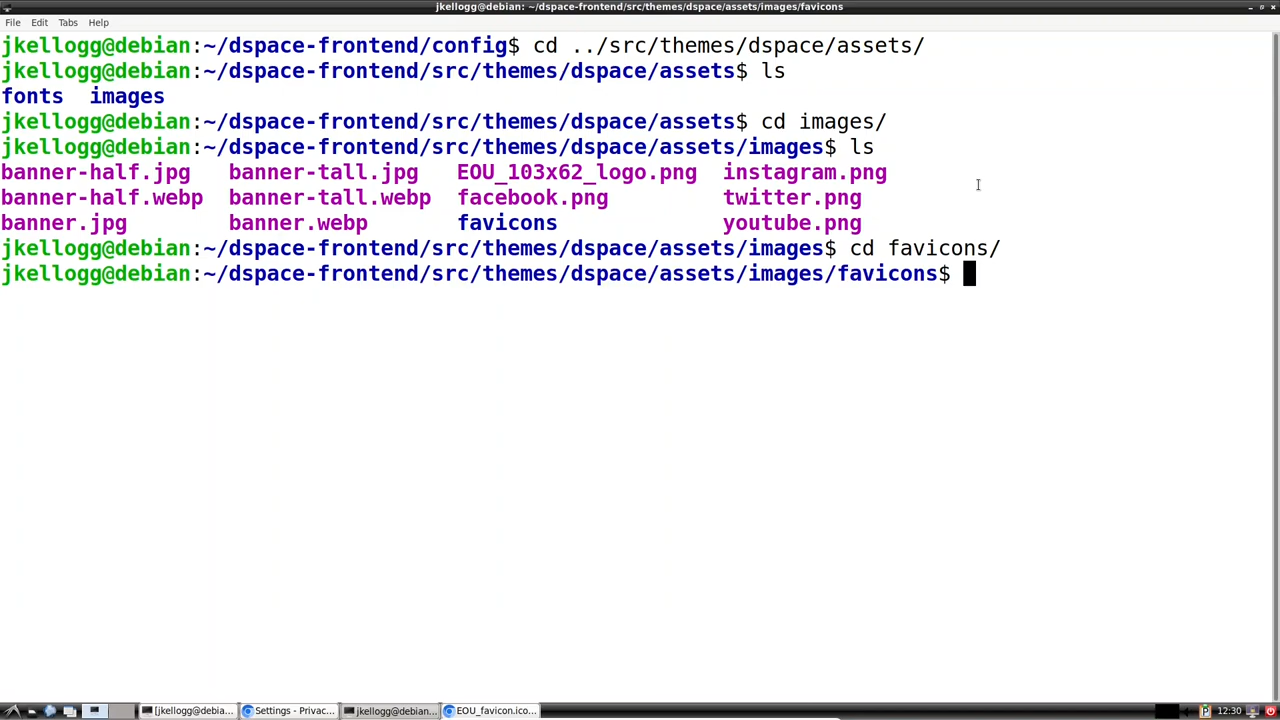 jkellogg@debian: ~/dspace-frontend/src/themes/dspace/assets/images/favicons
File Edit Tabs Help
jkellogg@debian:~/dspace-frontend/config$ cd ../src/themes/dspace/assets/
jkellogg@debian:~/dspace-frontend/src/themes/dspace/assets$ ls
fonts images
jkellogg@debian:~/dspace-frontend/src/themes/dspace/assets$ cd images/
jkellogg@debian:~/dspace-frontend/src/themes/dspace/assets/images$ ls
banner-half.jpg banner-tall.jpg EOU_103x62_logo.png instagram.png
banner-half.webp banner-tall.webp facebook.png twitter.png
banner.jpg banner.webp favicons youtube.png
jkellogg@debian:~/dspace-frontend/src/themes/dspace/assets/images$ cd favicons/
jkellogg@debian:~/dspace-frontend/src/themes/dspace/assets/images/favicons$
[jkellogg@debia... Settings - Privac... jkellogg@debian... EOU_favicon.ico... 12:30